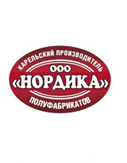 КАРЕЛЬСКИЙ ПРОИЗВОДИТЕЛЬ
ООО
«НОРДИКА»
ПОЛУФАБРИКАТОВ